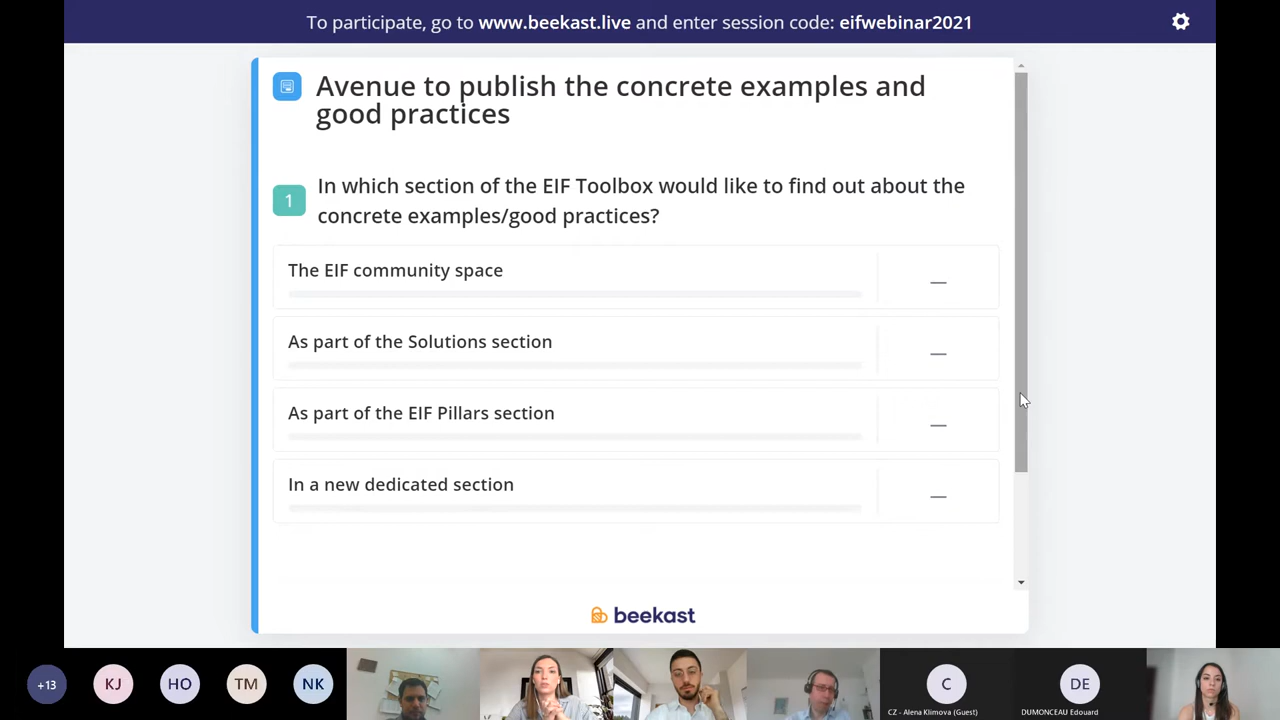 To participate, go to www.beekast.live and enter session code: eifwebinar2021
Avenue to publish the concrete examples and
good practices
1
In which section of the EIF Toolbox would like to find out about the
concrete examples/good practices?
The EIF community space
—
As part of the Solutions section
—
As part of the EIF Pillars section
—
In a new dedicated section
—
beekast
+13
KJ
HO
TM
NK
C
CZ - Alena Klimova (Guest)
DE
DUMONCEAU Edouard